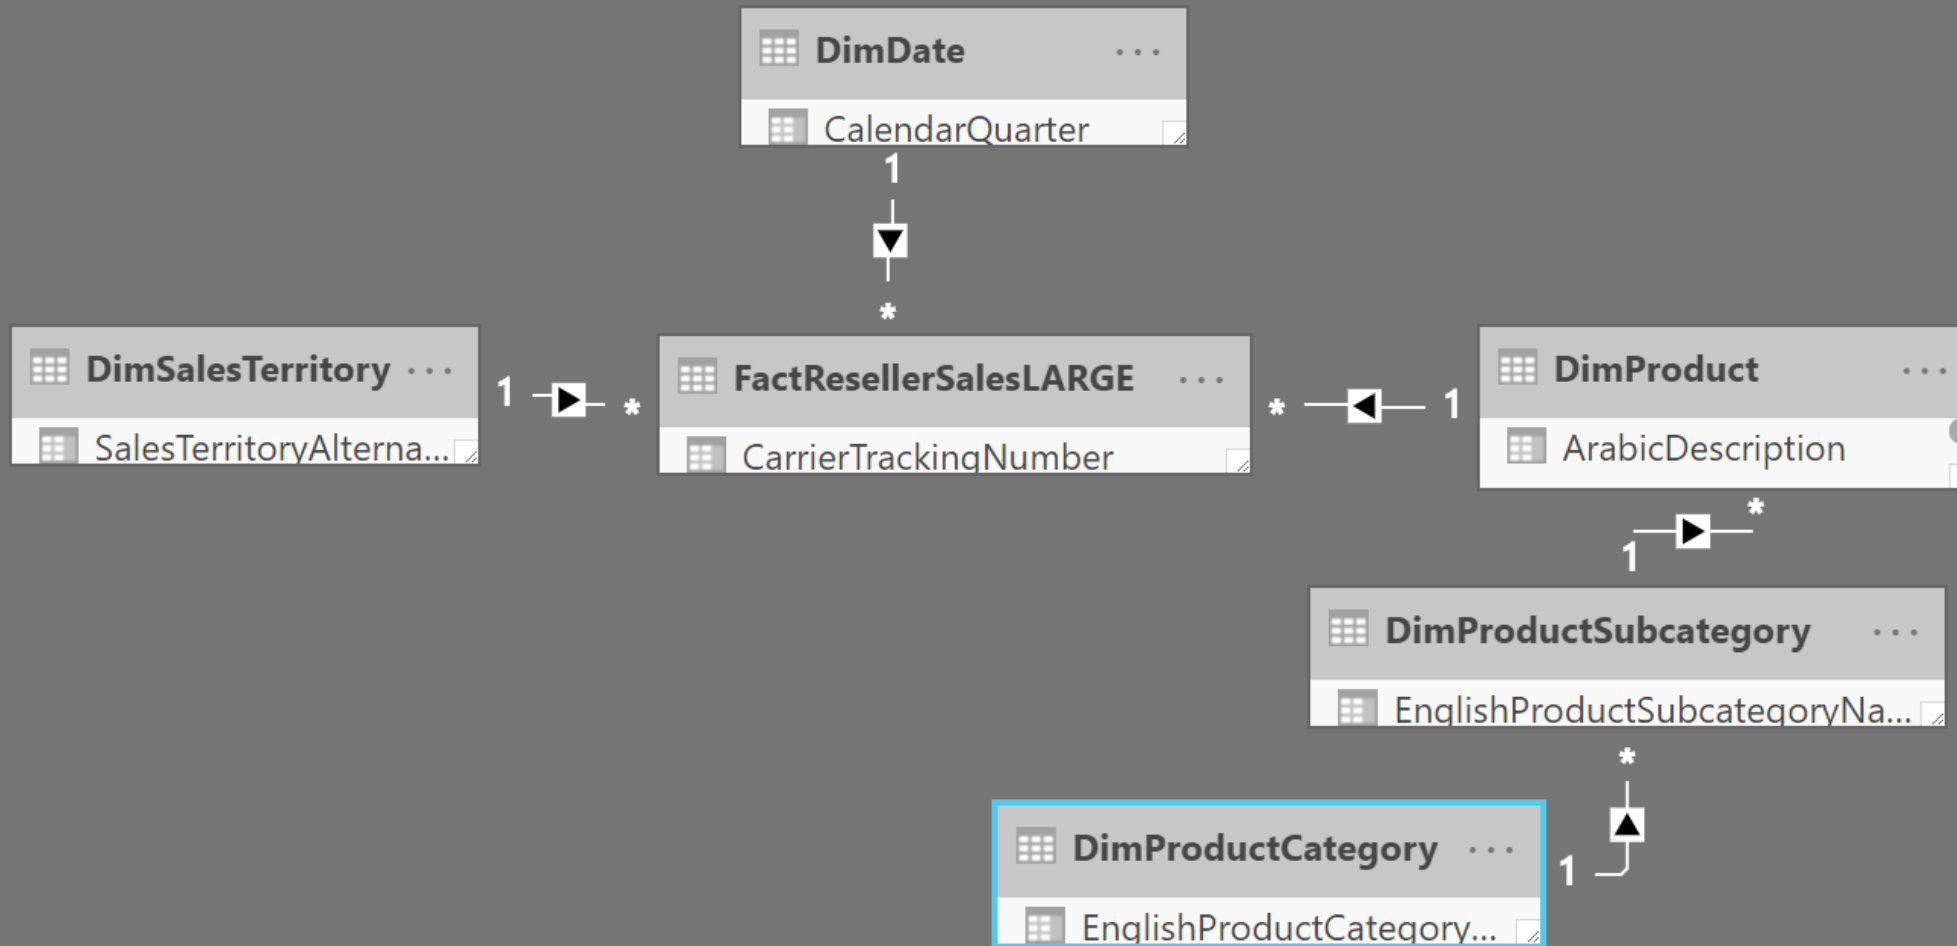 DimDate ...
CalendarQuarter
1
*
DimSalesTerritory ...
SalesTerritoryAlterna...
1
*
FactResellerSalesLARGE ...
CarrierTrackingNumber
*
1
DimProduct ...
ArabicDescription
*
1
DimProductSubcategory ...
EnglishProductSubcategoryNa...
*
1
DimProductCategory ...
EnglishProductCategory...